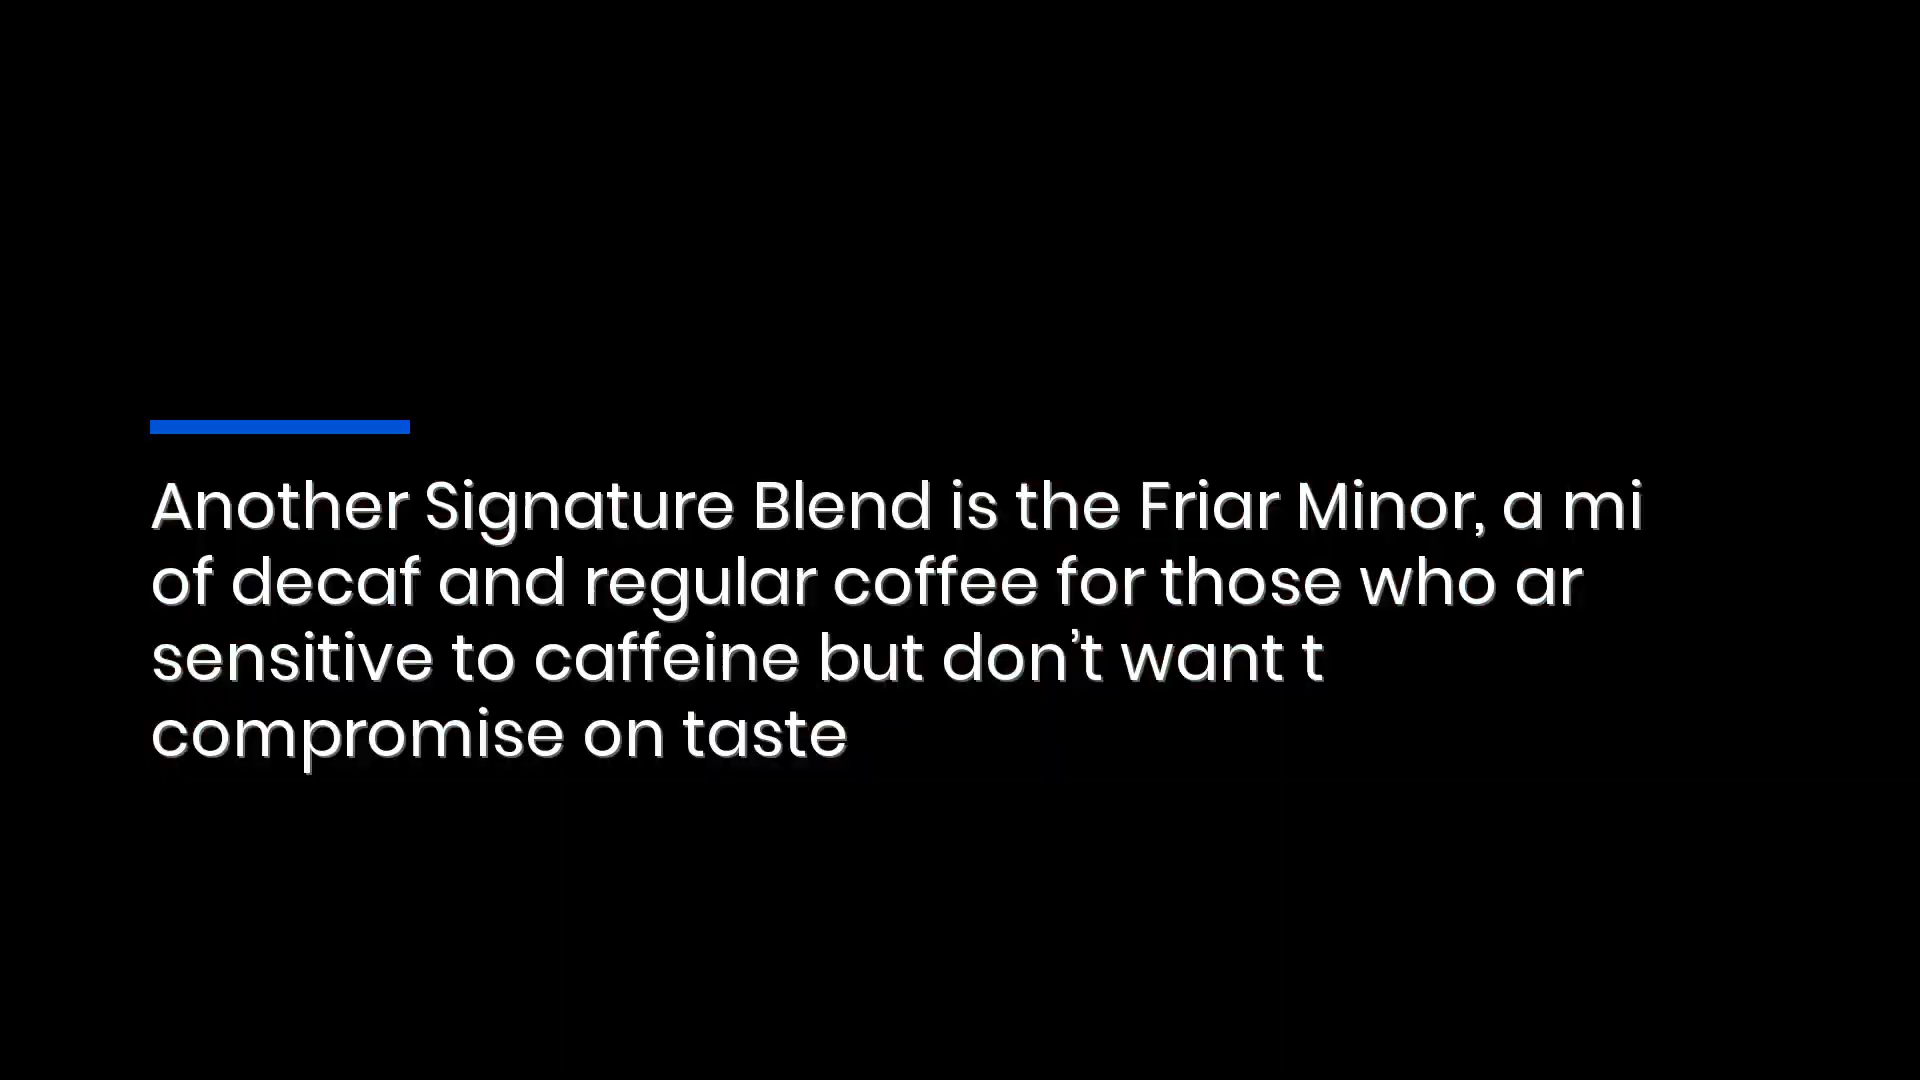 Another Signature Blend is the Friar Minor, a mi
of decaf and regular coffee for those who ar
sensitive to caffeine but don’t want t
compromise on taste